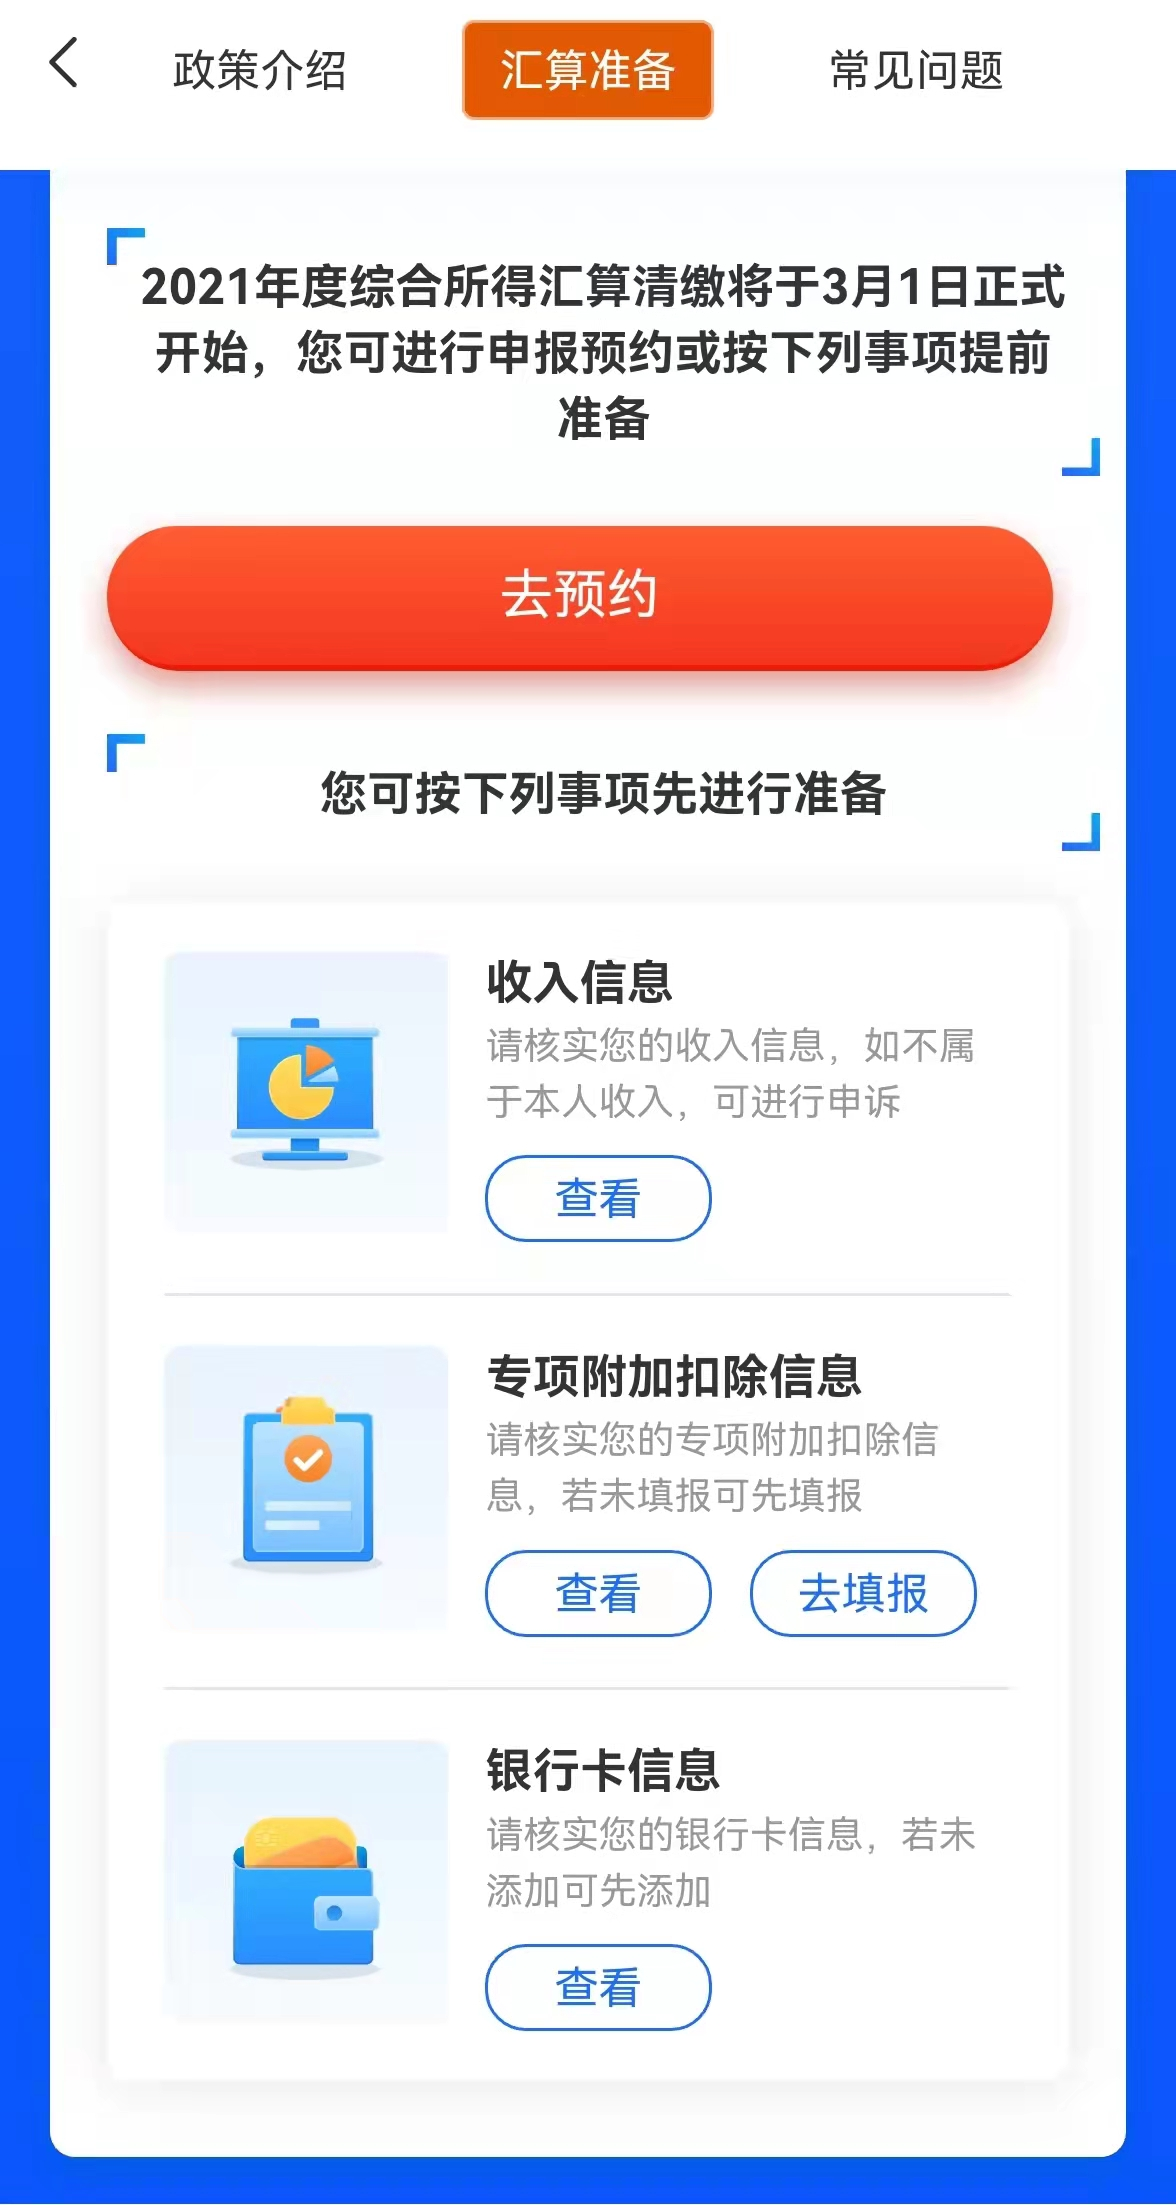 政策介绍
汇算准备
常见问题
2021年度综合所得汇算清缴将于3月1日正式
开始，您可进行申报预约或按下列事项提前
准备
去预约
您可按下列事项先进行准备
收入信息
请核实您的收入信息，如不属
于本人收入，可进行申诉
查看
专项附加扣除信息
请核实您的专项附加扣除信
息，若未填报可先填报
查看
去填报
银行卡信息
请核实您的银行卡信息，若未
添加可先添加
查看